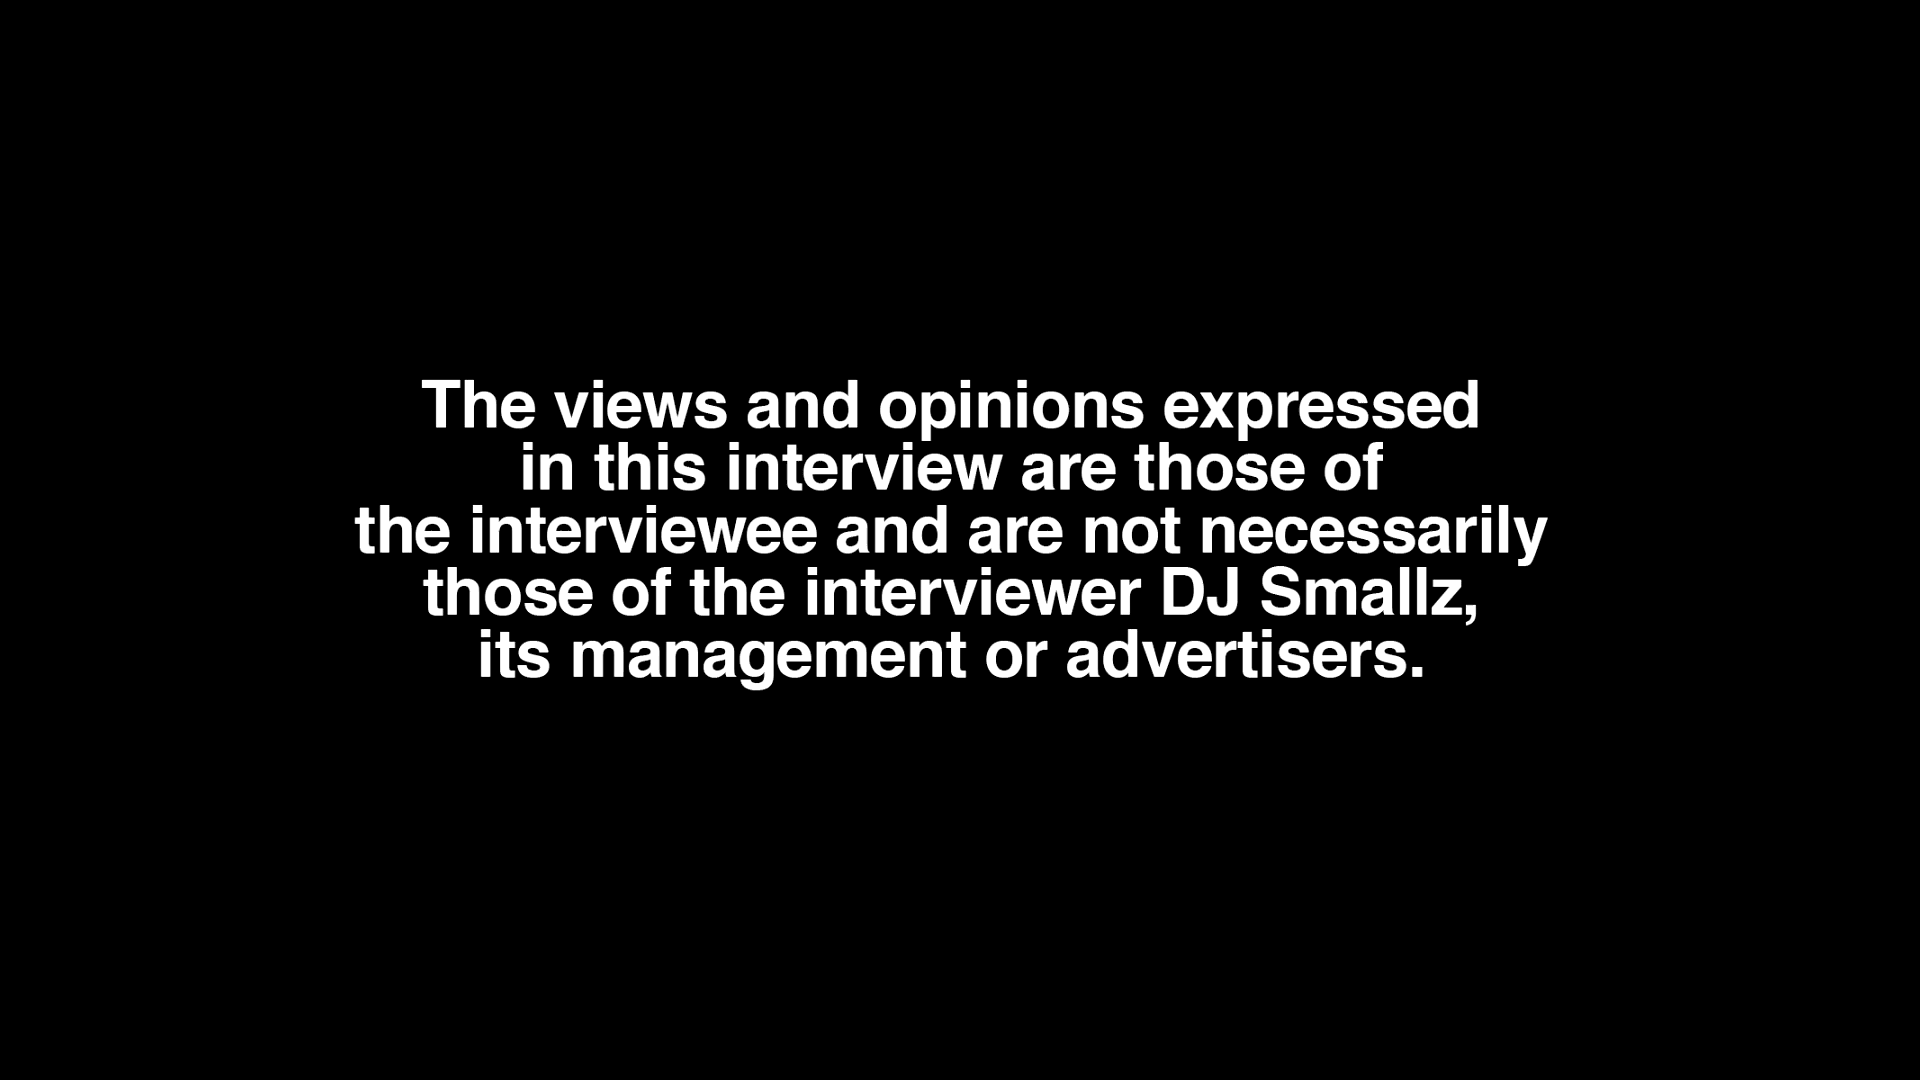 The views and opinions expressed
in this interview are those of
the interviewee and are not necessarily
those of the interviewer DJ Smallz,
its management or advertisers.